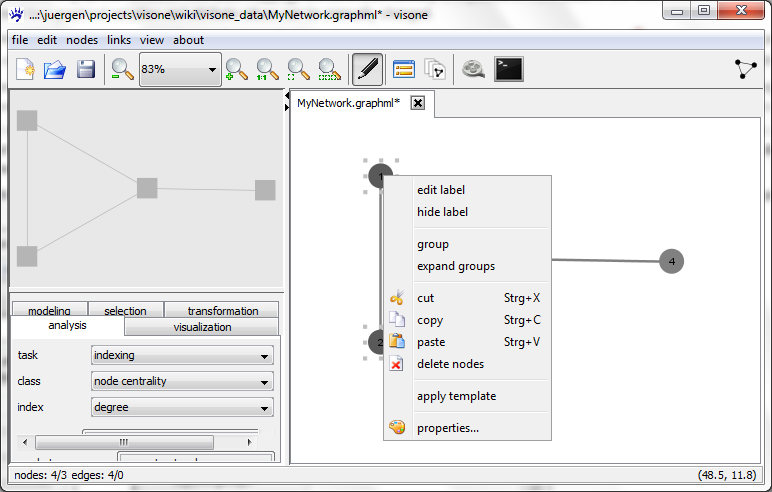 ...:\juergen\projects\visone\wiki\visone_data\MyNetwork.graphml* - visone
file edit nodes links view about
83%
1:1
MyNetwork.graphml*
1
edit label
hide label
group
expand groups
4
cut Strg+X
copy Strg+C
2
paste Strg+V
delete nodes
apply template
properties...
modeling selection transformation
analysis visualization
task indexing
class node centrality
index degree
nodes: 4/3 edges: 4/0 (48.5, 11.8)